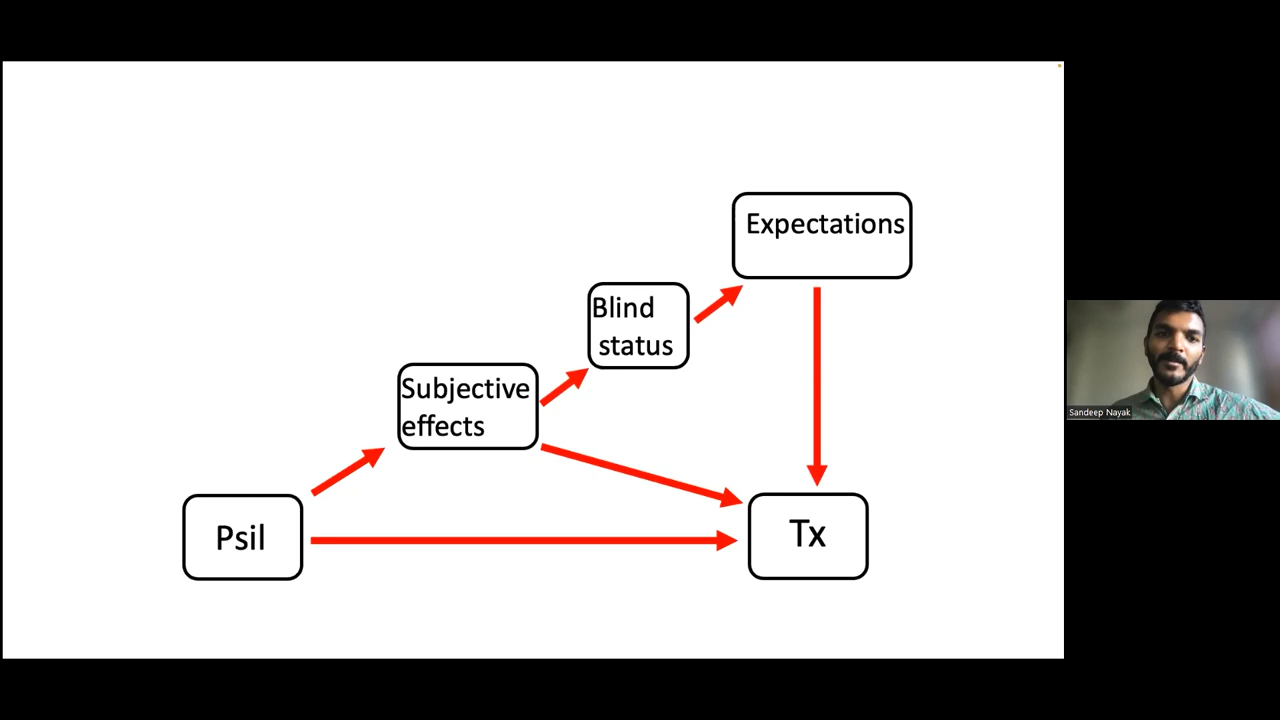 Expectations
Blind
status
Subjective
effects
Psil
Tx
Sandeep Nayak